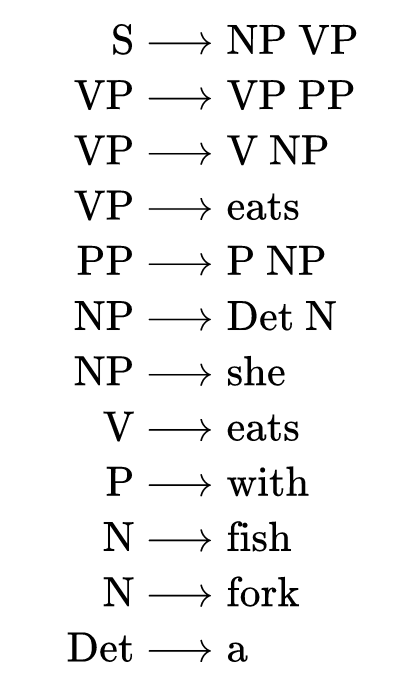 S ⟶ NP VP
VP ⟶ VP PP
VP ⟶ V NP
VP ⟶ eats
PP ⟶ P NP
NP ⟶ Det N
NP ⟶ she
V ⟶ eats
P ⟶ with
N ⟶ fish
N ⟶ fork
Det ⟶ a